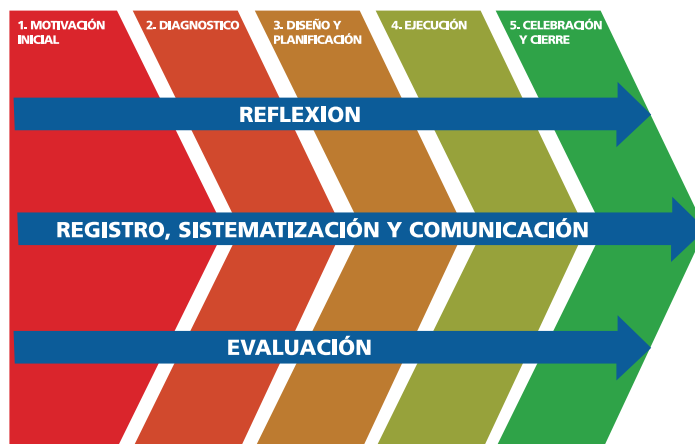 1. MOTIVACIÓN
INICIAL
2. DIAGNOSTICO
3. DISEÑO Y
PLANIFICACIÓN
4. EJECUCIÓN
5. CELEBRACIÓN
Y CIERRE
REFLEXION
REGISTRO, SISTEMATIZACIÓN Y COMUNICACIÓN
EVALUACIÓN